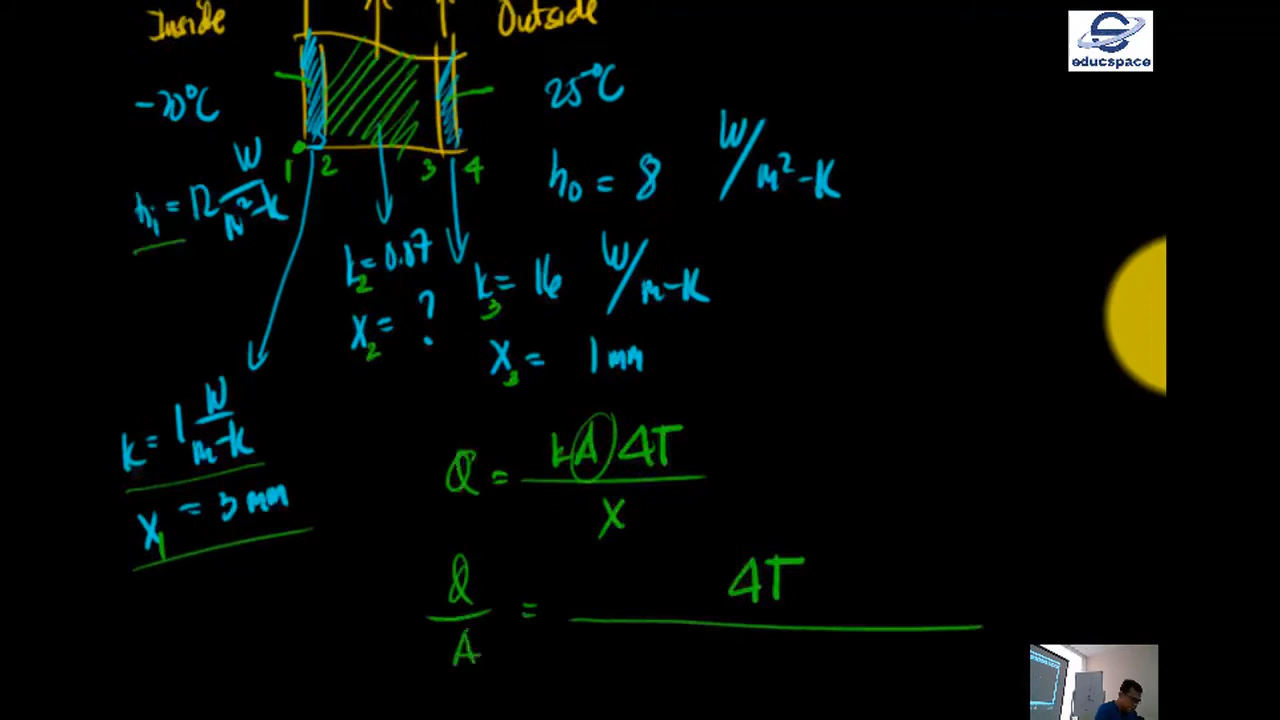 Inside Outside
educspace
-20°C 25°C
1 2 3 4
hi = 12 W/m²-K
ho = 8 W/m²-K
k2 = 0.07
k3 = 16 W/m-K
x2 = ?
x3 = 1 mm
k = 1 W/m-K
x1 = 3 mm
Q = kAΔT/x
Q/A = ΔT